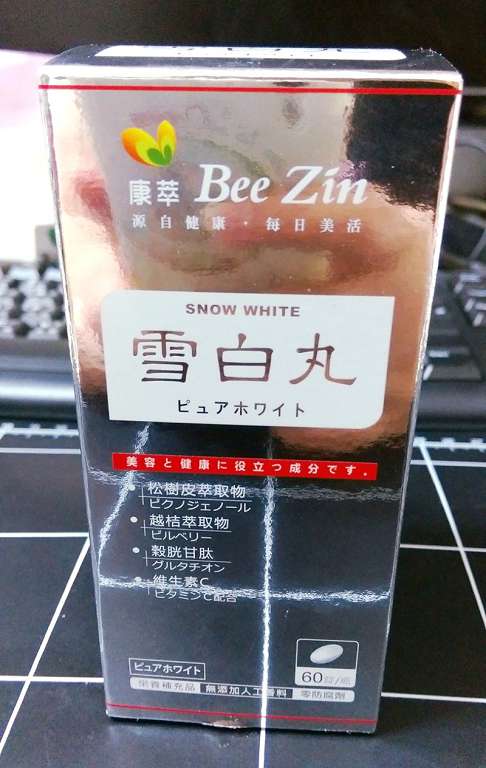 康萃 Bee Zin
源自健康・每日美活
SNOW WHITE
雪白丸
ピュアホワイト
美容と健康に役立つ成分です。
松樹皮萃取物
ピクノジェノール
越桔萃取物
ビルベリー
穀胱甘肽
グルタチオン
維生素C
ビタミンC配合
ピュアホワイト
60錠/瓶
栄養補充品 無添加人工香料 零防腐劑